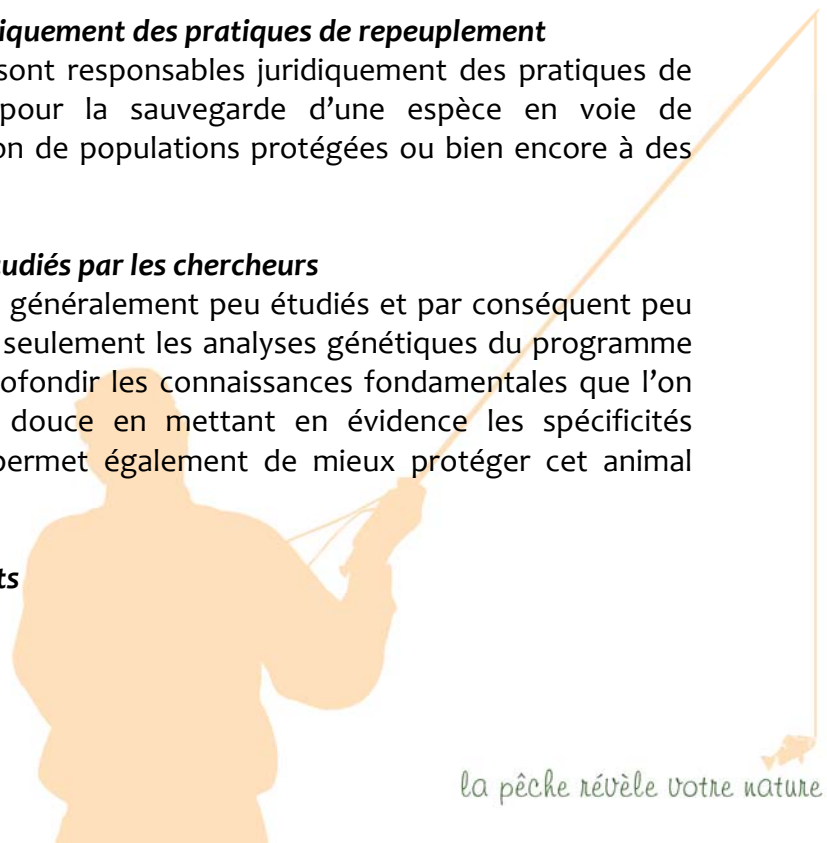 iquement des pratiques de repeuplement
sont responsables juridiquement des pratiques de
pour la sauvegarde d’une espèce en voie de
on de populations protégées ou bien encore à des
udiés par les chercheurs
généralement peu étudiés et par conséquent peu
seulement les analyses génétiques du programme
ofondir les connaissances fondamentales que l’on
douce en mettant en évidence les spécificités
permet également de mieux protéger cet animal
ts
la pêche révèle votre nature